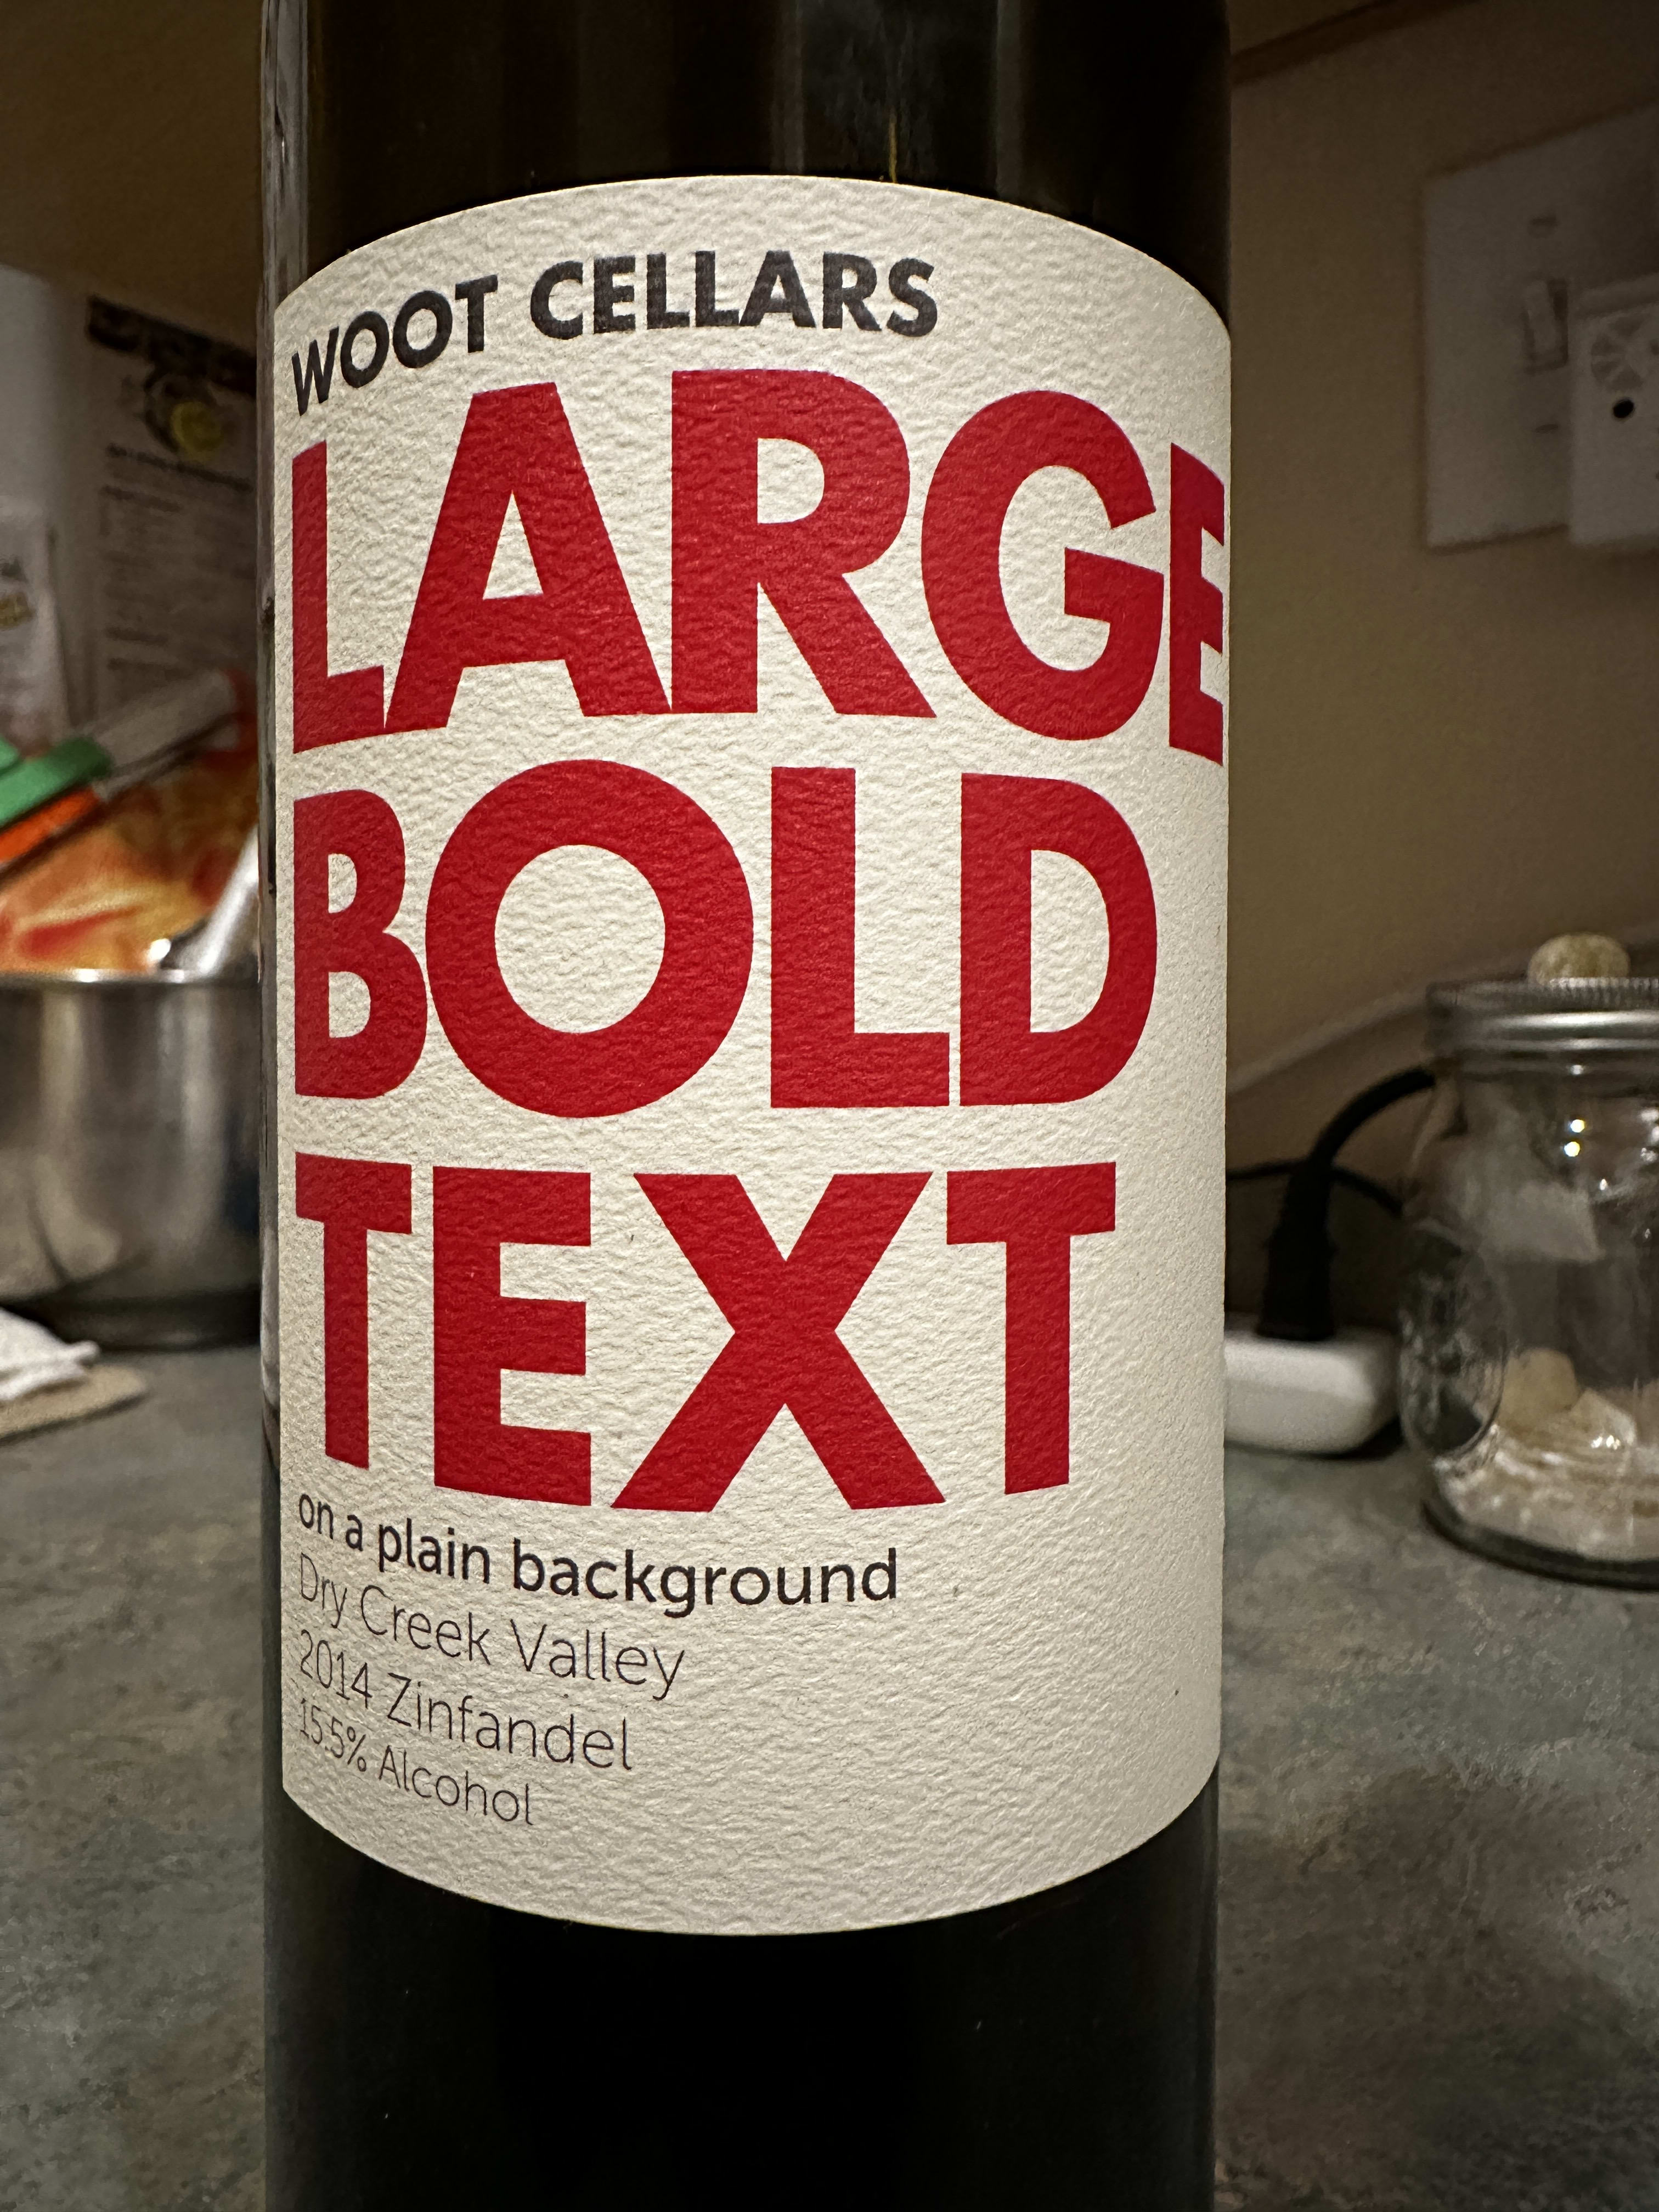 WOOT CELLARS
LARGE
BOLD
TEXT
on a plain background
Dry Creek Valley
2014 Zinfandel
15.5% Alcohol